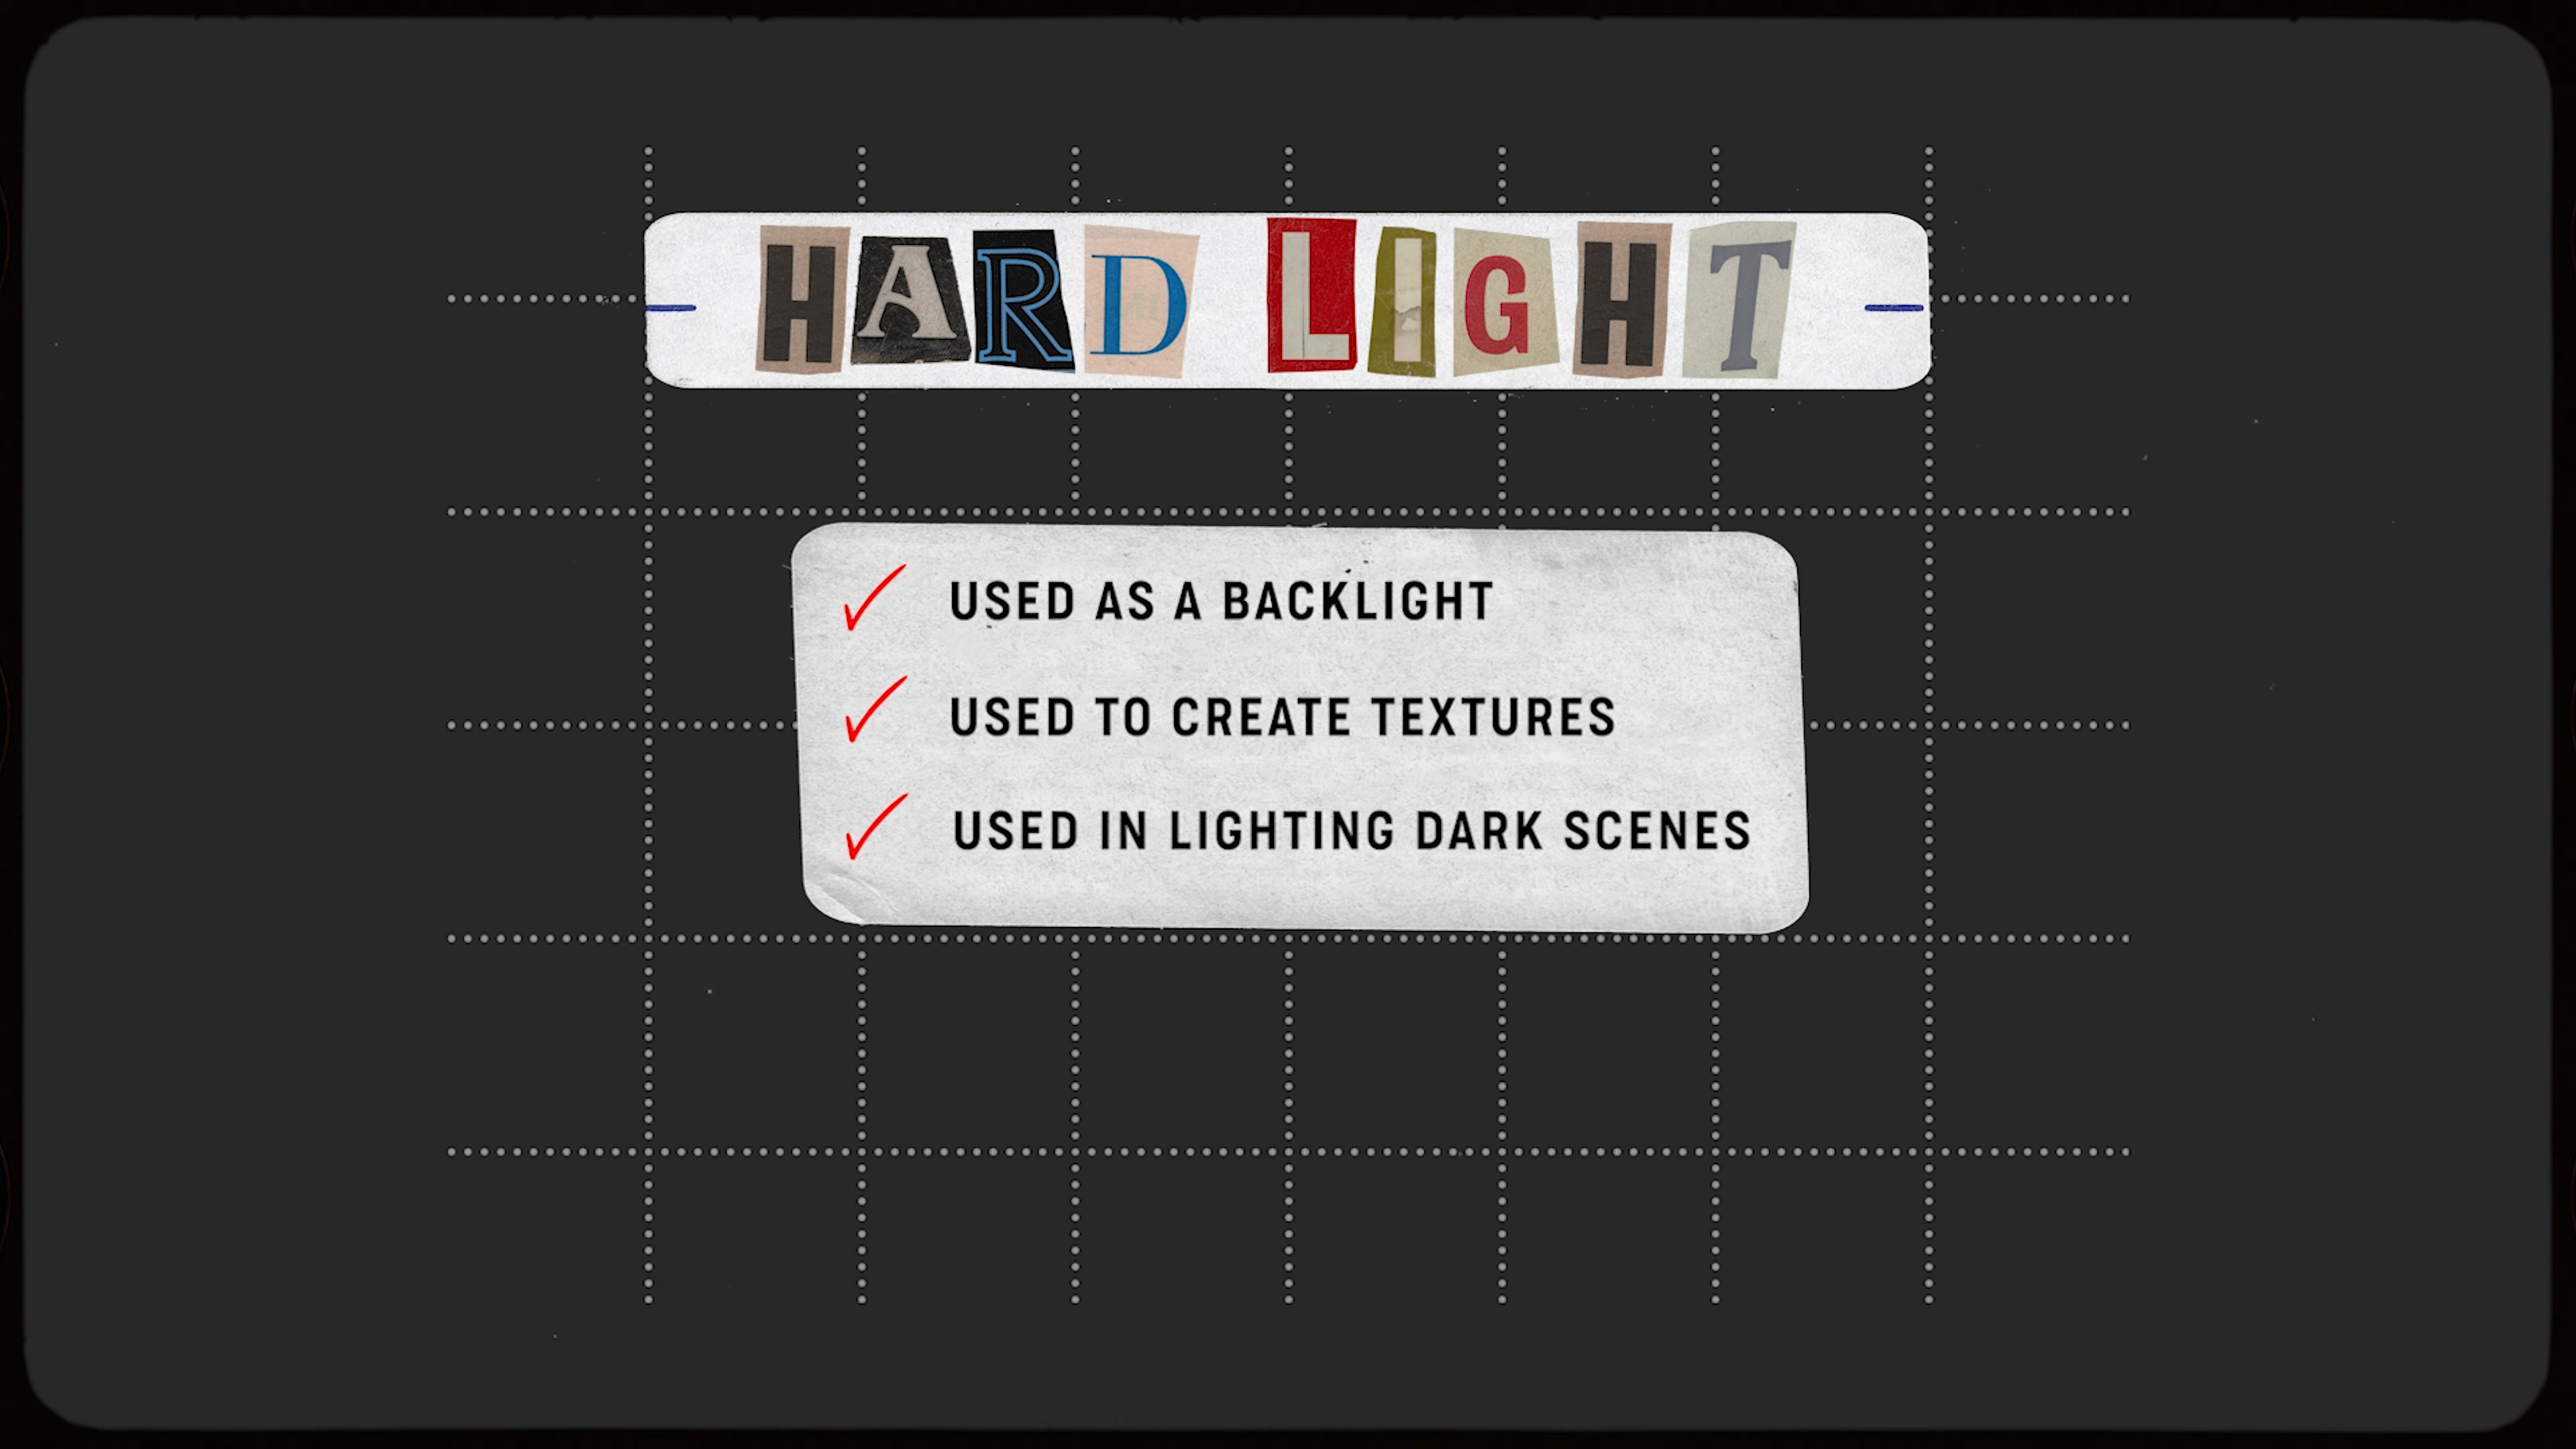 HARD LIGHT
USED AS A BACKLIGHT
USED TO CREATE TEXTURES
USED IN LIGHTING DARK SCENES